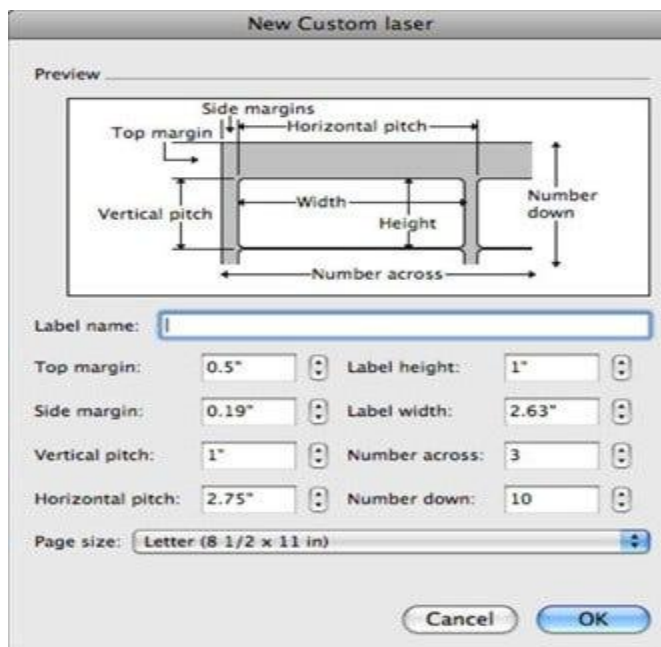 New Custom laser
Preview
Side margins
Top margin
Horizontal pitch
Vertical pitch
Width
Height
Number down
Number across
Label name:
Top margin: 0.5" Label height: 1"
Side margin: 0.19" Label width: 2.63"
Vertical pitch: 1" Number across: 3
Horizontal pitch: 2.75" Number down: 10
Page size: Letter (8 1/2 x 11 in)
Cancel OK